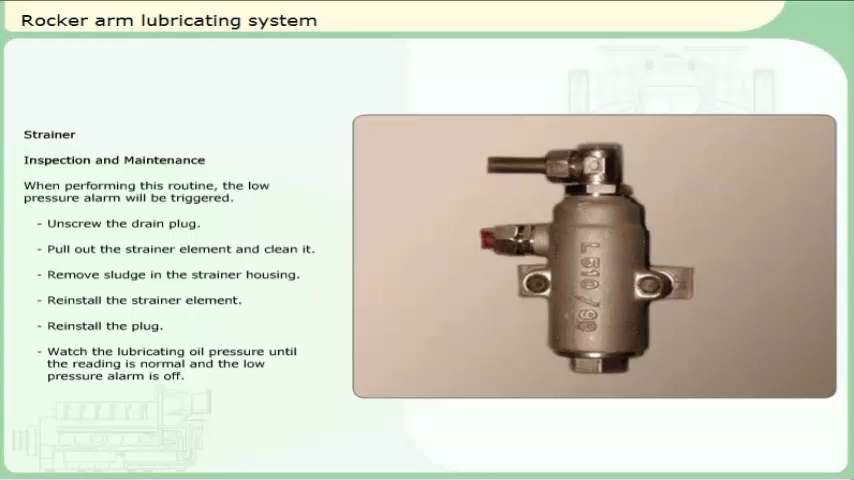 Rocker arm lubricating system
Strainer
Inspection and Maintenance
When performing this routine, the low
pressure alarm will be triggered.
- Unscrew the drain plug.
- Pull out the strainer element and clean it.
- Remove sludge in the strainer housing.
- Reinstall the strainer element.
- Reinstall the plug.
- Watch the lubricating oil pressure until
the reading is normal and the low
pressure alarm is off.